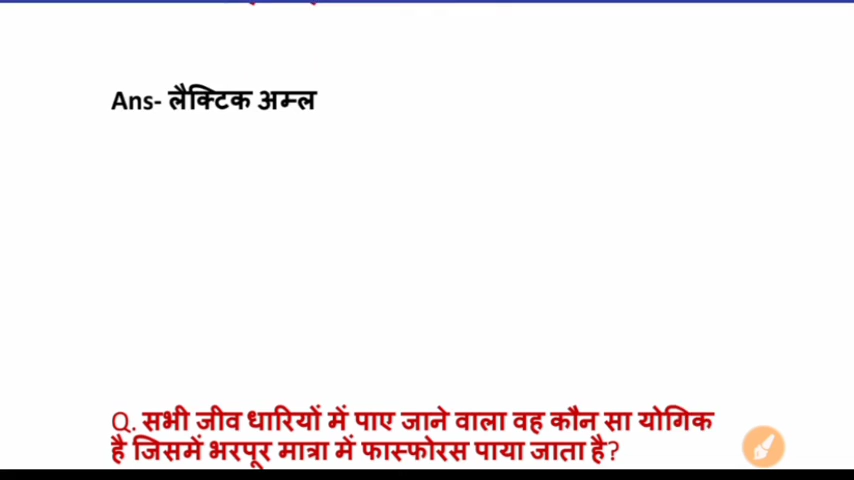 Ans- लैक्टिक अम्ल
Q. सभी जीव धारियों में पाए जाने वाला वह कौन सा योगिक
है जिसमें भरपूर मात्रा में फास्फोरस पाया जाता है?